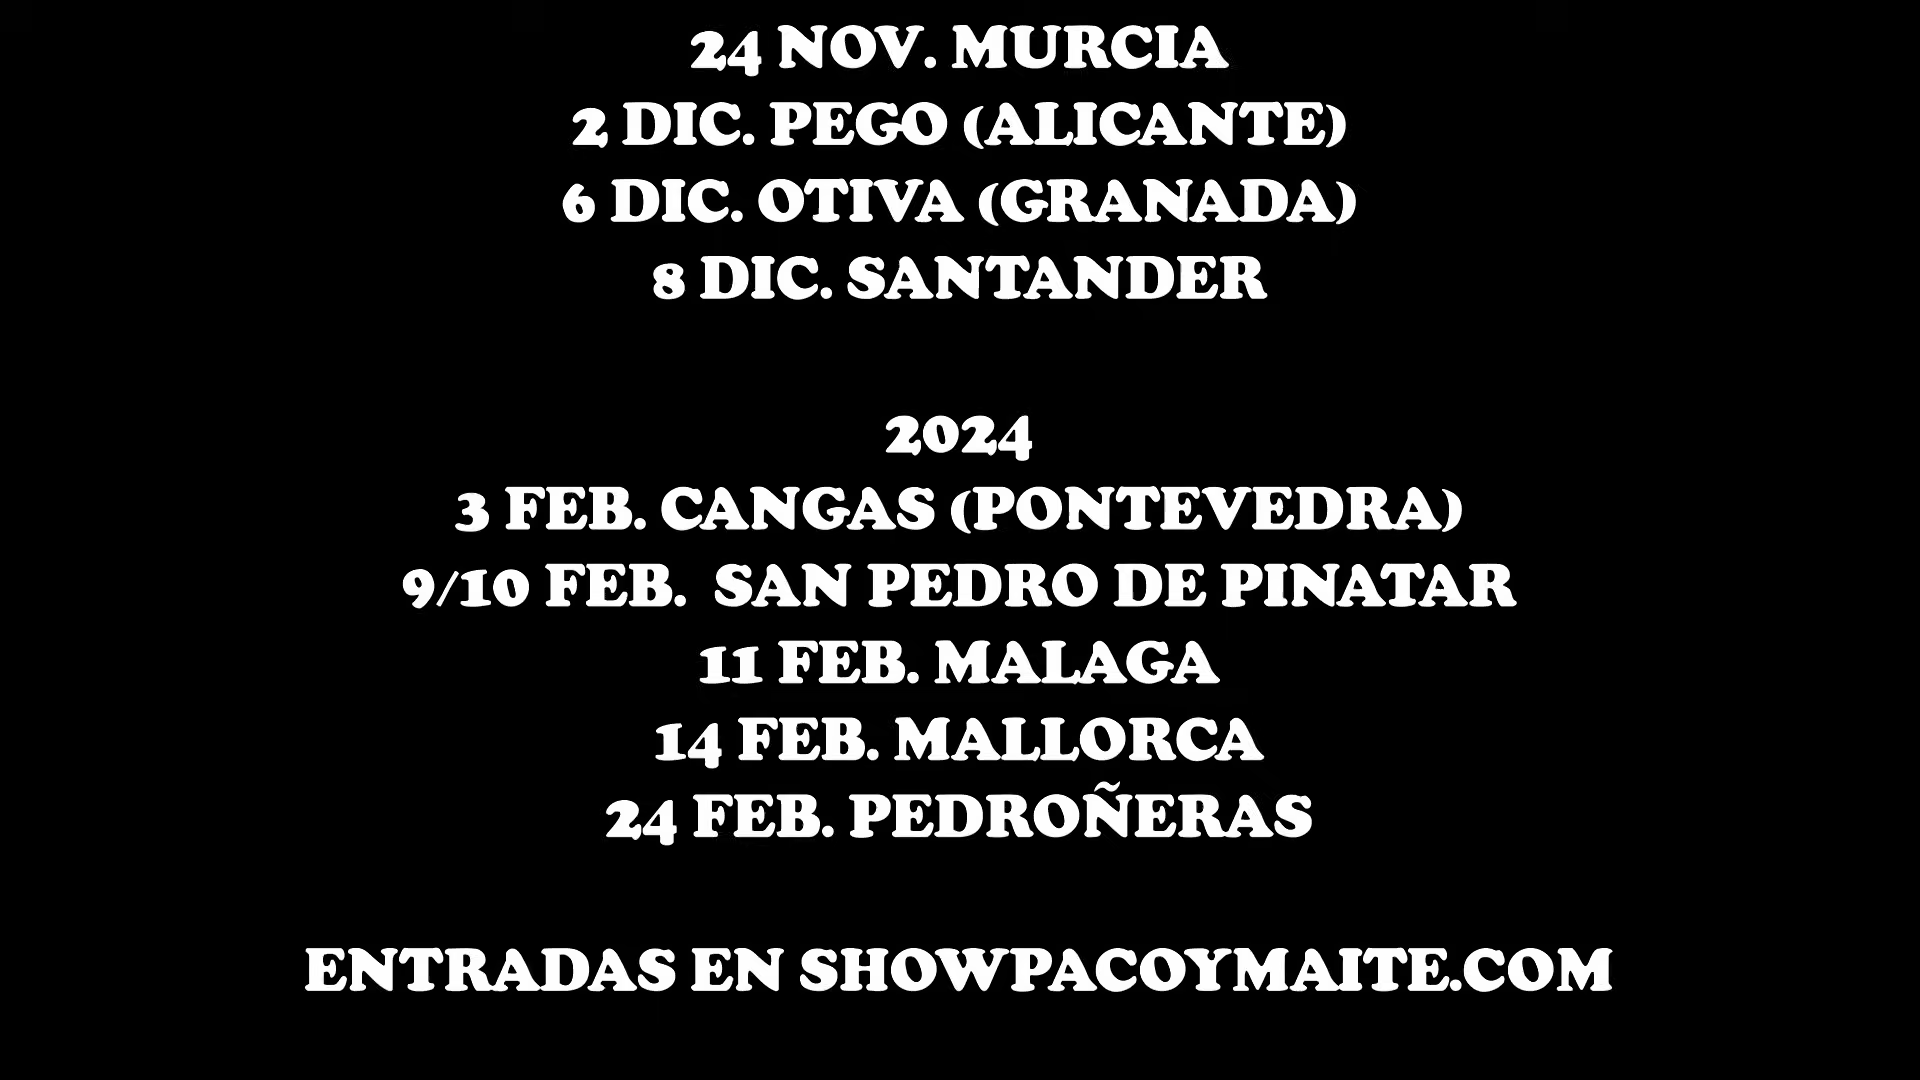 24 NOV. MURCIA
2 DIC. PEGO (ALICANTE)
6 DIC. OTIVA (GRANADA)
8 DIC. SANTANDER
2024
3 FEB. CANGAS (PONTEVEDRA)
9/10 FEB. SAN PEDRO DE PINATAR
11 FEB. MALAGA
14 FEB. MALLORCA
24 FEB. PEDROÑERAS
ENTRADAS EN SHOWPACOYMAITE.COM